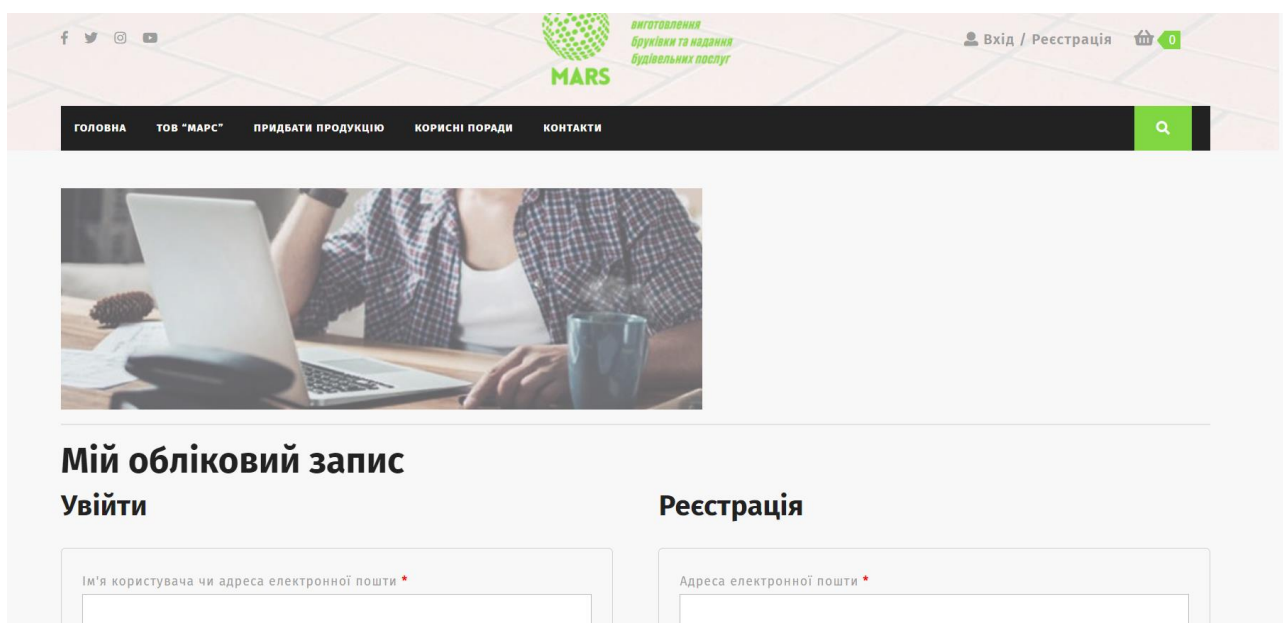 виготовлення
бруківки та надання
будівельних послуг
MARS
Вхід / Реєстрація 0
ГОЛОВНА ТОВ "МАРС" ПРИДБАТИ ПРОДУКЦІЮ КОРИСНІ ПОРАДИ КОНТАКТИ
Мій обліковий запис
Увійти
Реєстрація
Ім'я користувача чи адреса електронної пошти *
Адреса електронної пошти *